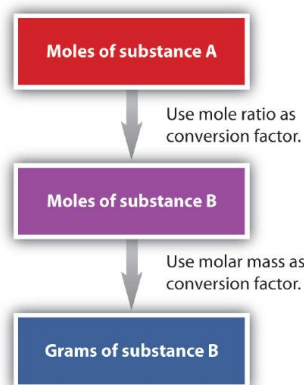 Moles of substance A
Use mole ratio as
conversion factor.
Moles of substance B
Use molar mass as
conversion factor.
Grams of substance B